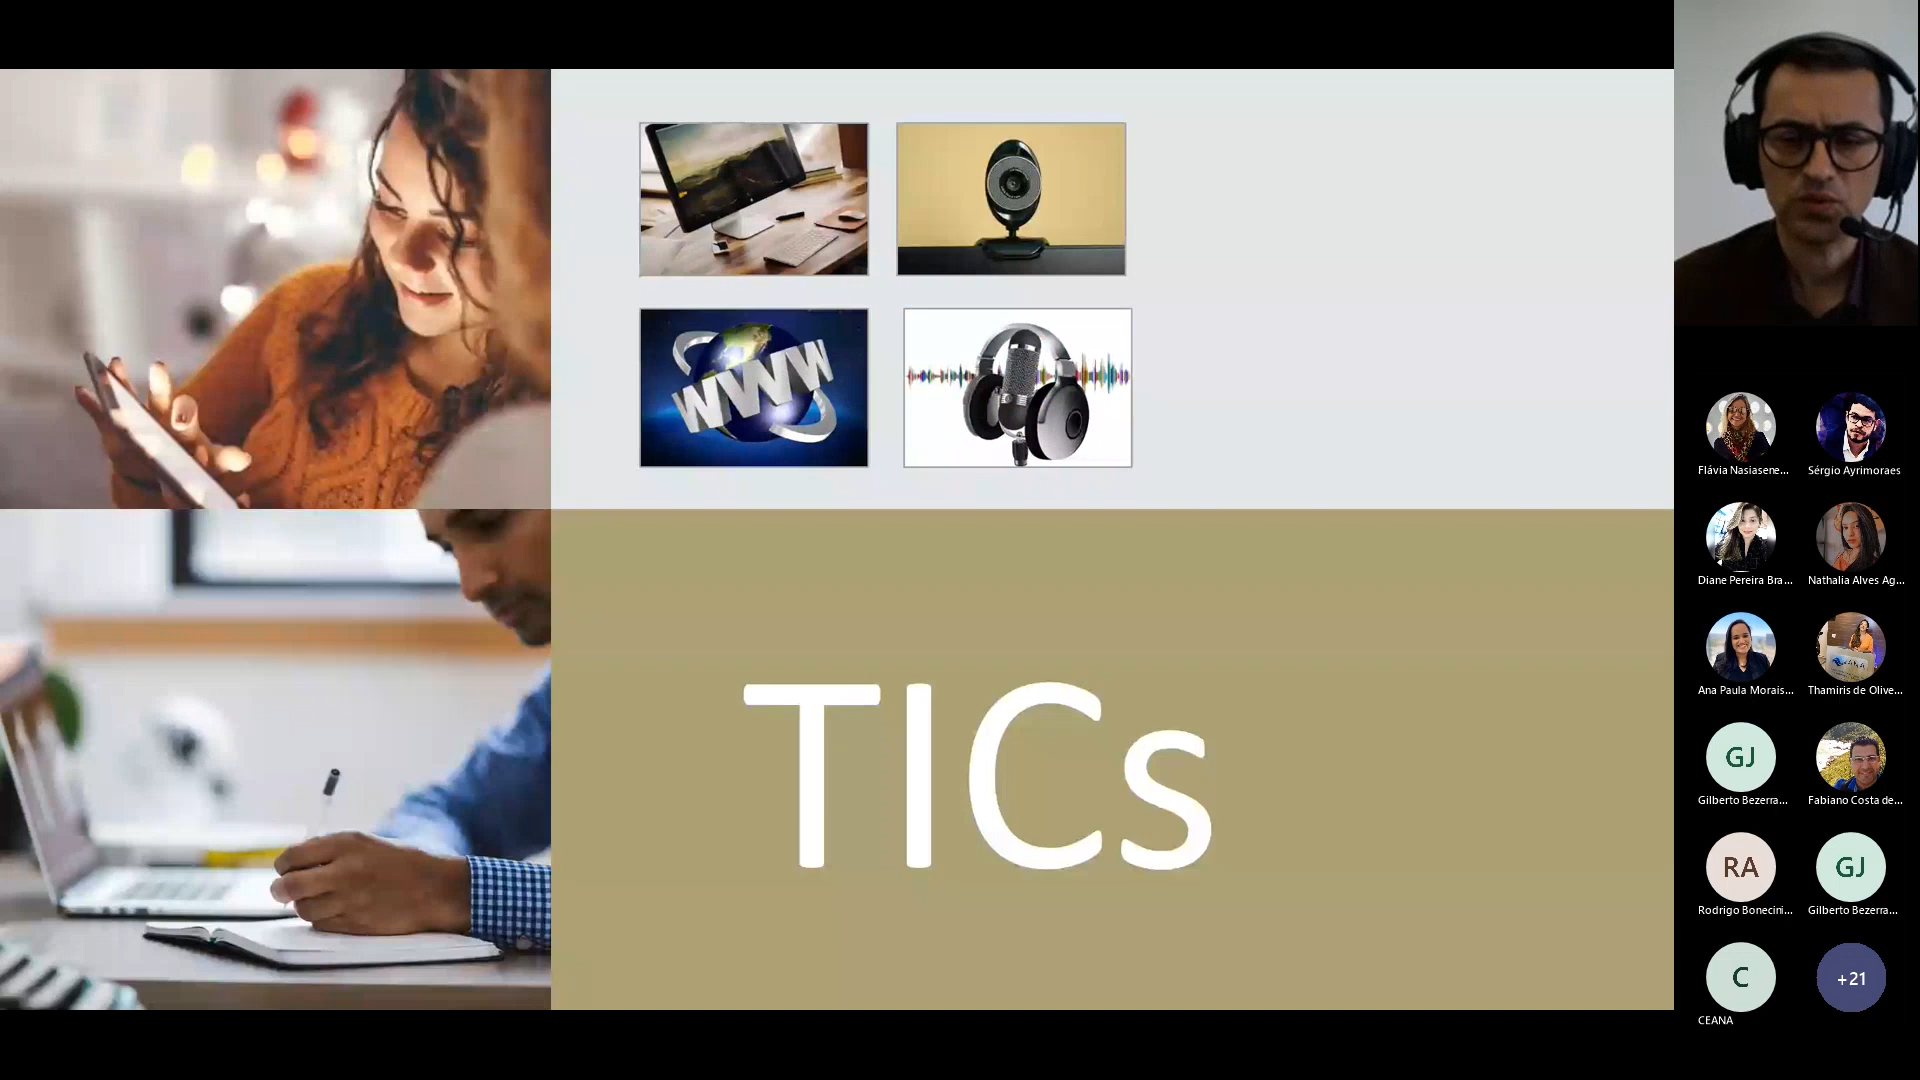 WWW
TICs
Flávia Nasiasene...
Sérgio Ayrimoraes
Diane Pereira Bra...
Nathalia Alves Ag...
Ana Paula Morais...
Thamiris de Olive...
GJ
Gilberto Bezerra...
Fabiano Costa de...
RA
Rodrigo Bonecini...
GJ
Gilberto Bezerra...
C
CEANA
+21